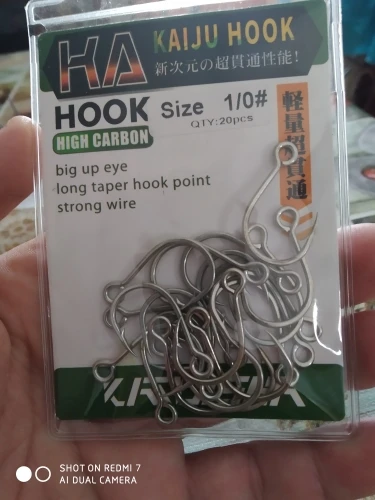 KA
KAIJU HOOK
新次元の超貫通性能!
HOOK Size 1/0#
QTY:20pcs
HIGH CARBON
軽量超貫通
big up eye
long taper hook point
strong wire
SHOT ON REDMI 7
AI DUAL CAMERA